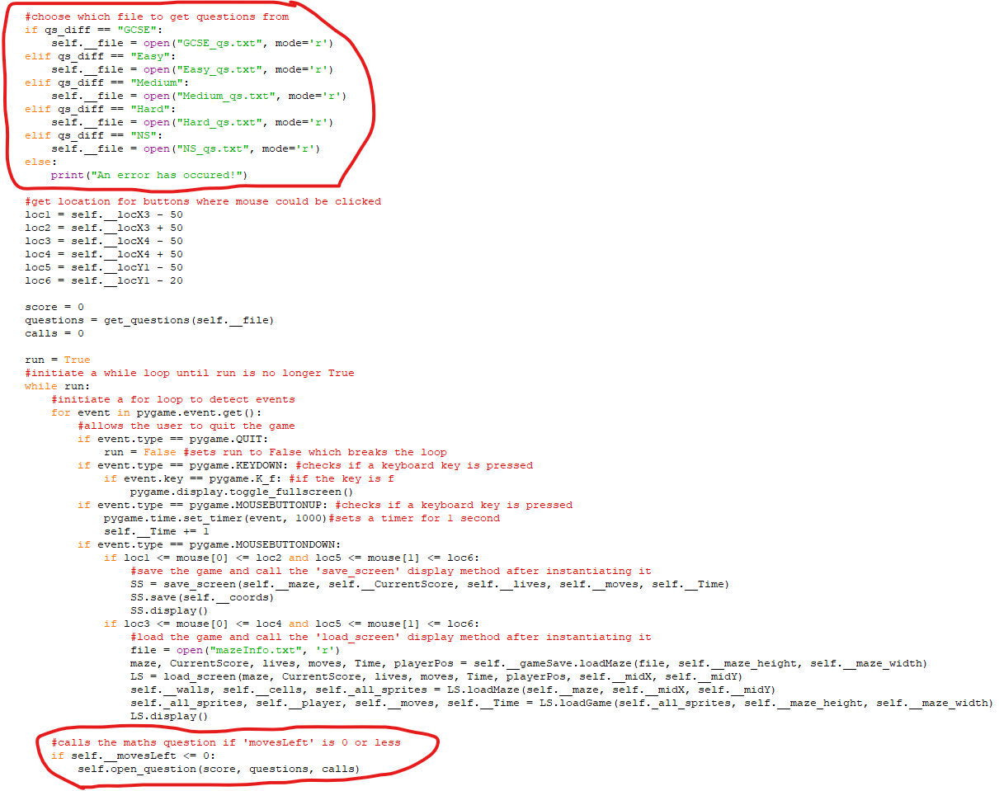 #choose which file to get questions from
if qs_diff == "GCSE":
    self.__file = open("GCSE_qs.txt", mode='r')
elif qs_diff == "Easy":
    self.__file = open("Easy_qs.txt", mode='r')
elif qs_diff == "Medium":
    self.__file = open("Medium_qs.txt", mode='r')
elif qs_diff == "Hard":
    self.__file = open("Hard_qs.txt", mode='r')
elif qs_diff == "NS":
    self.__file = open("NS_qs.txt", mode='r')
else:
    print("An error has occured!")
#get location for buttons where mouse could be clicked
loc1 = self.__locX3 - 50
loc2 = self.__locX3 + 50
loc3 = self.__locX4 - 50
loc4 = self.__locX4 + 50
loc5 = self.__locY1 - 50
loc6 = self.__locY1 - 20
score = 0
questions = get_questions(self.__file)
calls = 0
run = True
#initiate a while loop until run is no longer True
while run:
    #initiate a for loop to detect events
    for event in pygame.event.get():
        #allows the user to quit the game
        if event.type == pygame.QUIT:
            run = False #sets run to False which breaks the loop
        if event.type == pygame.KEYDOWN: #checks if a keyboard key is pressed
            if event.key == pygame.K_f: #if the key is f
                pygame.display.toggle_fullscreen()
        if event.type == pygame.MOUSEBUTTONUP: #checks if a keyboard key is pressed
            pygame.time.set_timer(event, 1000)#sets a timer for 1 second
            self.__Time += 1
        if event.type == pygame.MOUSEBUTTONDOWN:
            if loc1 <= mouse[0] <= loc2 and loc5 <= mouse[1] <= loc6:
                #save the game and call the 'save_screen' display method after instantiating it
                SS = save_screen(self.__maze, self.__CurrentScore, self.__lives, self.__moves, self.__Time)
                SS.save(self.__coords)
                SS.display()
            if loc3 <= mouse[0] <= loc4 and loc5 <= mouse[1] <= loc6:
                #load the game and call the 'load_screen' display method after instantiating it
                file = open("mazeInfo.txt", 'r')
                maze, CurrentScore, lives, moves, Time, playerPos = self.__gameSave.loadMaze(file, self.__maze_height, self.__maze_width)
                LS = load_screen(maze, CurrentScore, lives, moves, Time, playerPos, self.__midX, self.__midY)
                self.__walls, self.__cells, self._all_sprites = LS.loadMaze(self.__maze, self.__midX, self.__midY)
                self._all_sprites, self.__player, self.__moves, self.__Time = LS.loadGame(self._all_sprites, self.__maze_height, self.__maze_width)
                LS.display()
    #calls the maths question if 'movesLeft' is 0 or less
    if self.__movesLeft <= 0:
        self.open_question(score, questions, calls)